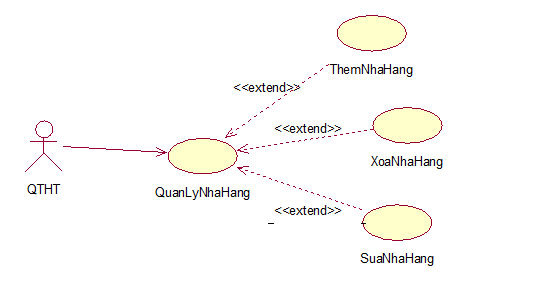 ThemNhaHang
<<extend>>
<<extend>>
XoaNhaHang
QTHT
QuanLyNhaHang
<<extend>>
SuaNhaHang